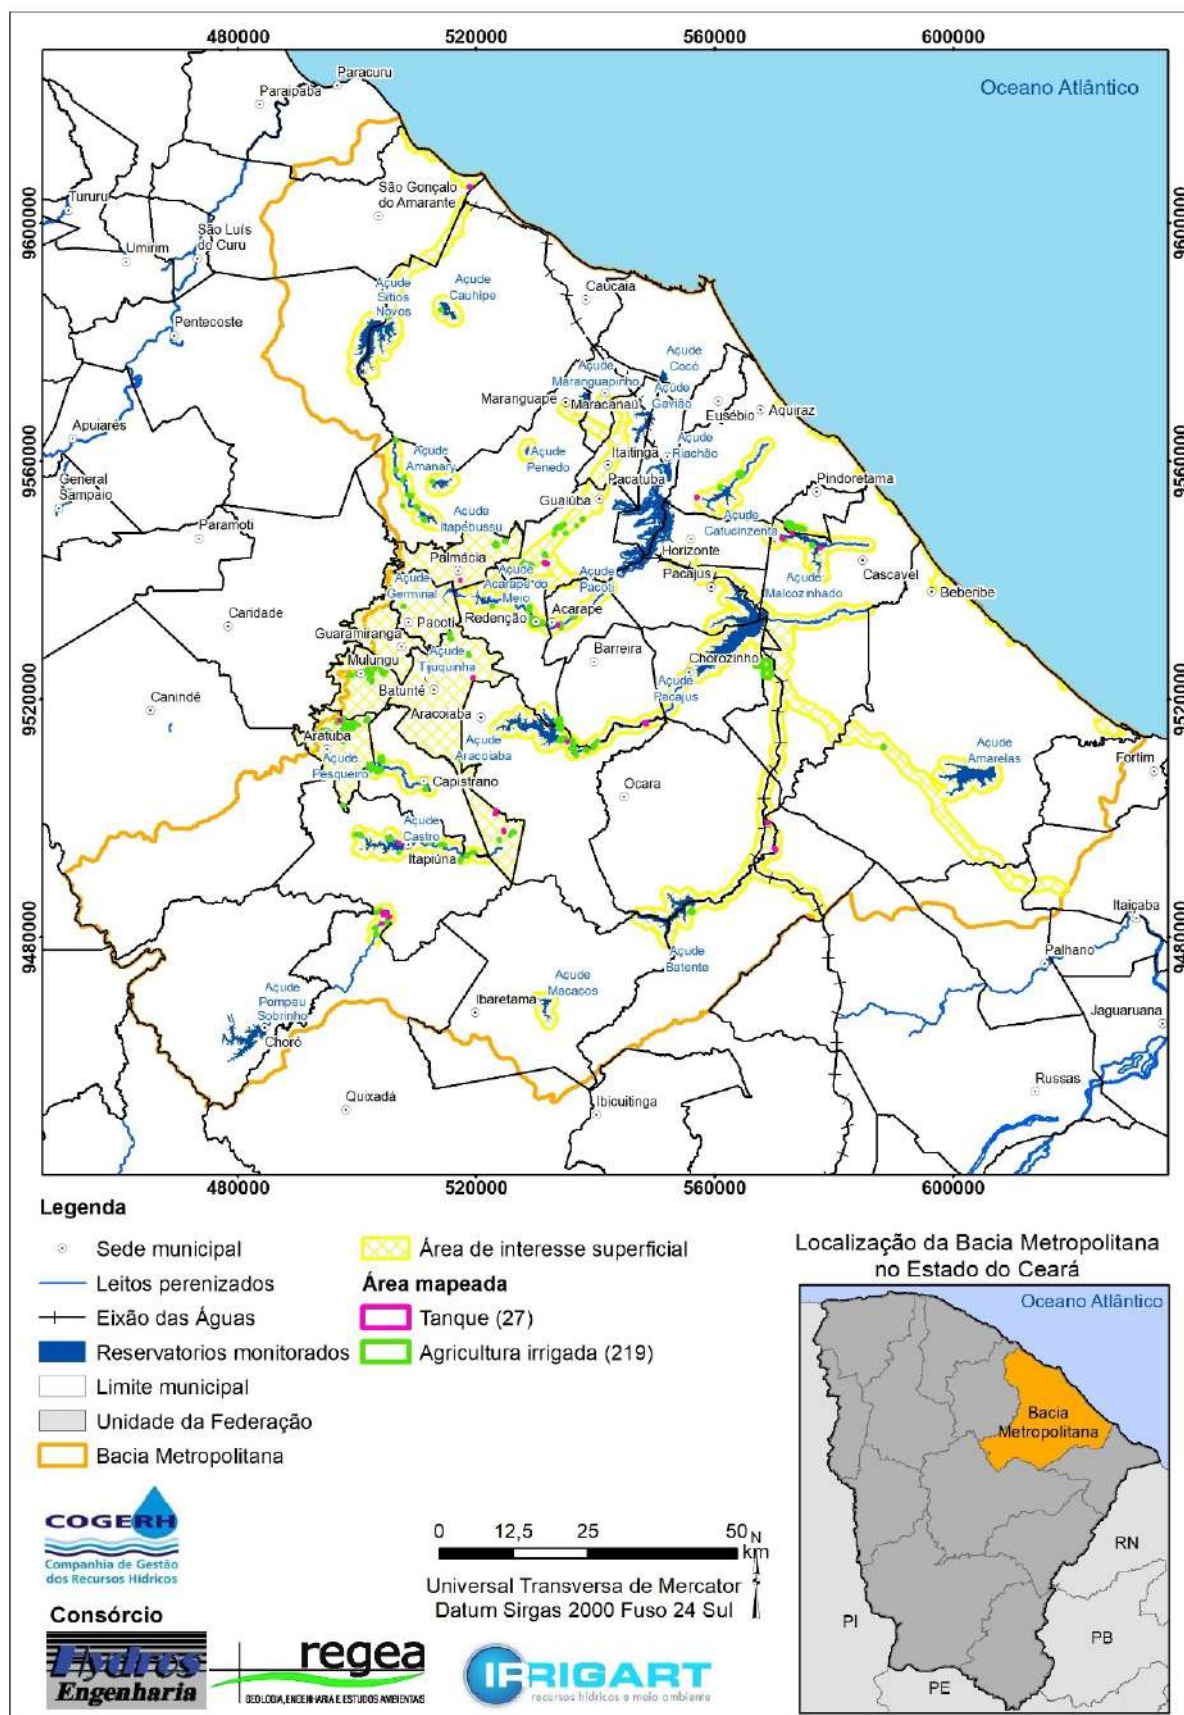 480000
520000
560000
600000
Paracuru
Paraipaba
Oceano Atlântico
9600000
9600000
São Gonçalo
do Amarante
Tururu
São Luís
do Curu
Umirim
Açude
Sítios
Novos
Açude
Cauhipe
Caucaia
Pentecoste
Açude
Cocó
Açude
Maranguapinho
Açude
Gavião
Maranguape
Maracanaú
Eusébio
Aquiraz
Apuiarés
9560000
9560000
Açude
Amanary
Açude
Penedo
Itaitinga
Açude
Riachão
General
Sampaio
Pacatuba
Pindoretama
Guaiúba
Açude
Itapebussu
Açude
Catucinzenta
Paramoti
Horizonte
Palmácia
Açude
Germinal
Açude
Acarape do
Meio
Açude
Pacoti
Pacajus
Cascavel
Açude
Malcozinhado
Beberibe
Caridade
Redenção
Acarape
Pacoti
Guaramiranga
Barreira
Mulungu
Açude
Tijuquinha
Chorozinho
Canindé
Baturité
Açude
Pacajus
9520000
9520000
Aracoiaba
Aratuba
Açude
Aracoiaba
Açude
Pesqueiro
Açude
Amarelas
Fortim
Capistrano
Ocara
Açude
Castro
Itapiúna
Itaiçaba
9480000
9480000
Açude
Batente
Palhano
Açude
Pompeu
Sobrinho
Açude
Macacos
Ibaretama
Jaguaruana
Choró
Russas
Quixadá
Ibicuitinga
480000
520000
560000
600000
Legenda
Sede municipal
Leitos perenizados
Eixão das Águas
Reservatorios monitorados
Limite municipal
Unidade da Federação
Bacia Metropolitana
Área de interesse superficial
Área mapeada
Tanque (27)
Agricultura irrigada (219)
Localização da Bacia Metropolitana
no Estado do Ceará
Oceano Atlântico
Bacia
Metropolitana
RN
PB
PI
PE
COGERH
Companhia de Gestão
dos Recursos Hídricos
0 12,5 25 50
km
N
Universal Transversa de Mercator
Datum Sirgas 2000 Fuso 24 Sul
Consórcio
Hydros
Engenharia
regea
GEOLOGIA, ENGENHARIA E ESTUDOS AMBIENTAIS
IRRIGART
recursos hídricos e meio ambiente